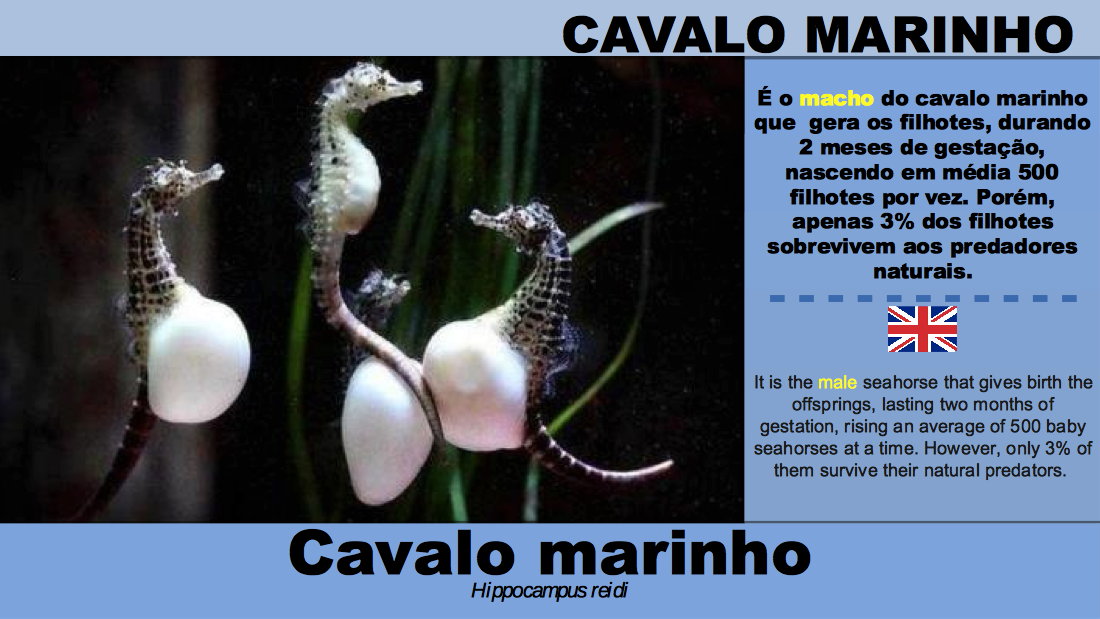 CAVALO MARINHO
É o macho do cavalo marinho
que gera os filhotes, durando
2 meses de gestação,
nascendo em média 500
filhotes por vez. Porém,
apenas 3% dos filhotes
sobrevivem aos predadores
naturais.
It is the male seahorse that gives birth the
offsprings, lasting two months of
gestation, rising an average of 500 baby
seahorses at a time. However, only 3% of
them survive their natural predators.
Cavalo marinho
Hippocampus reidi